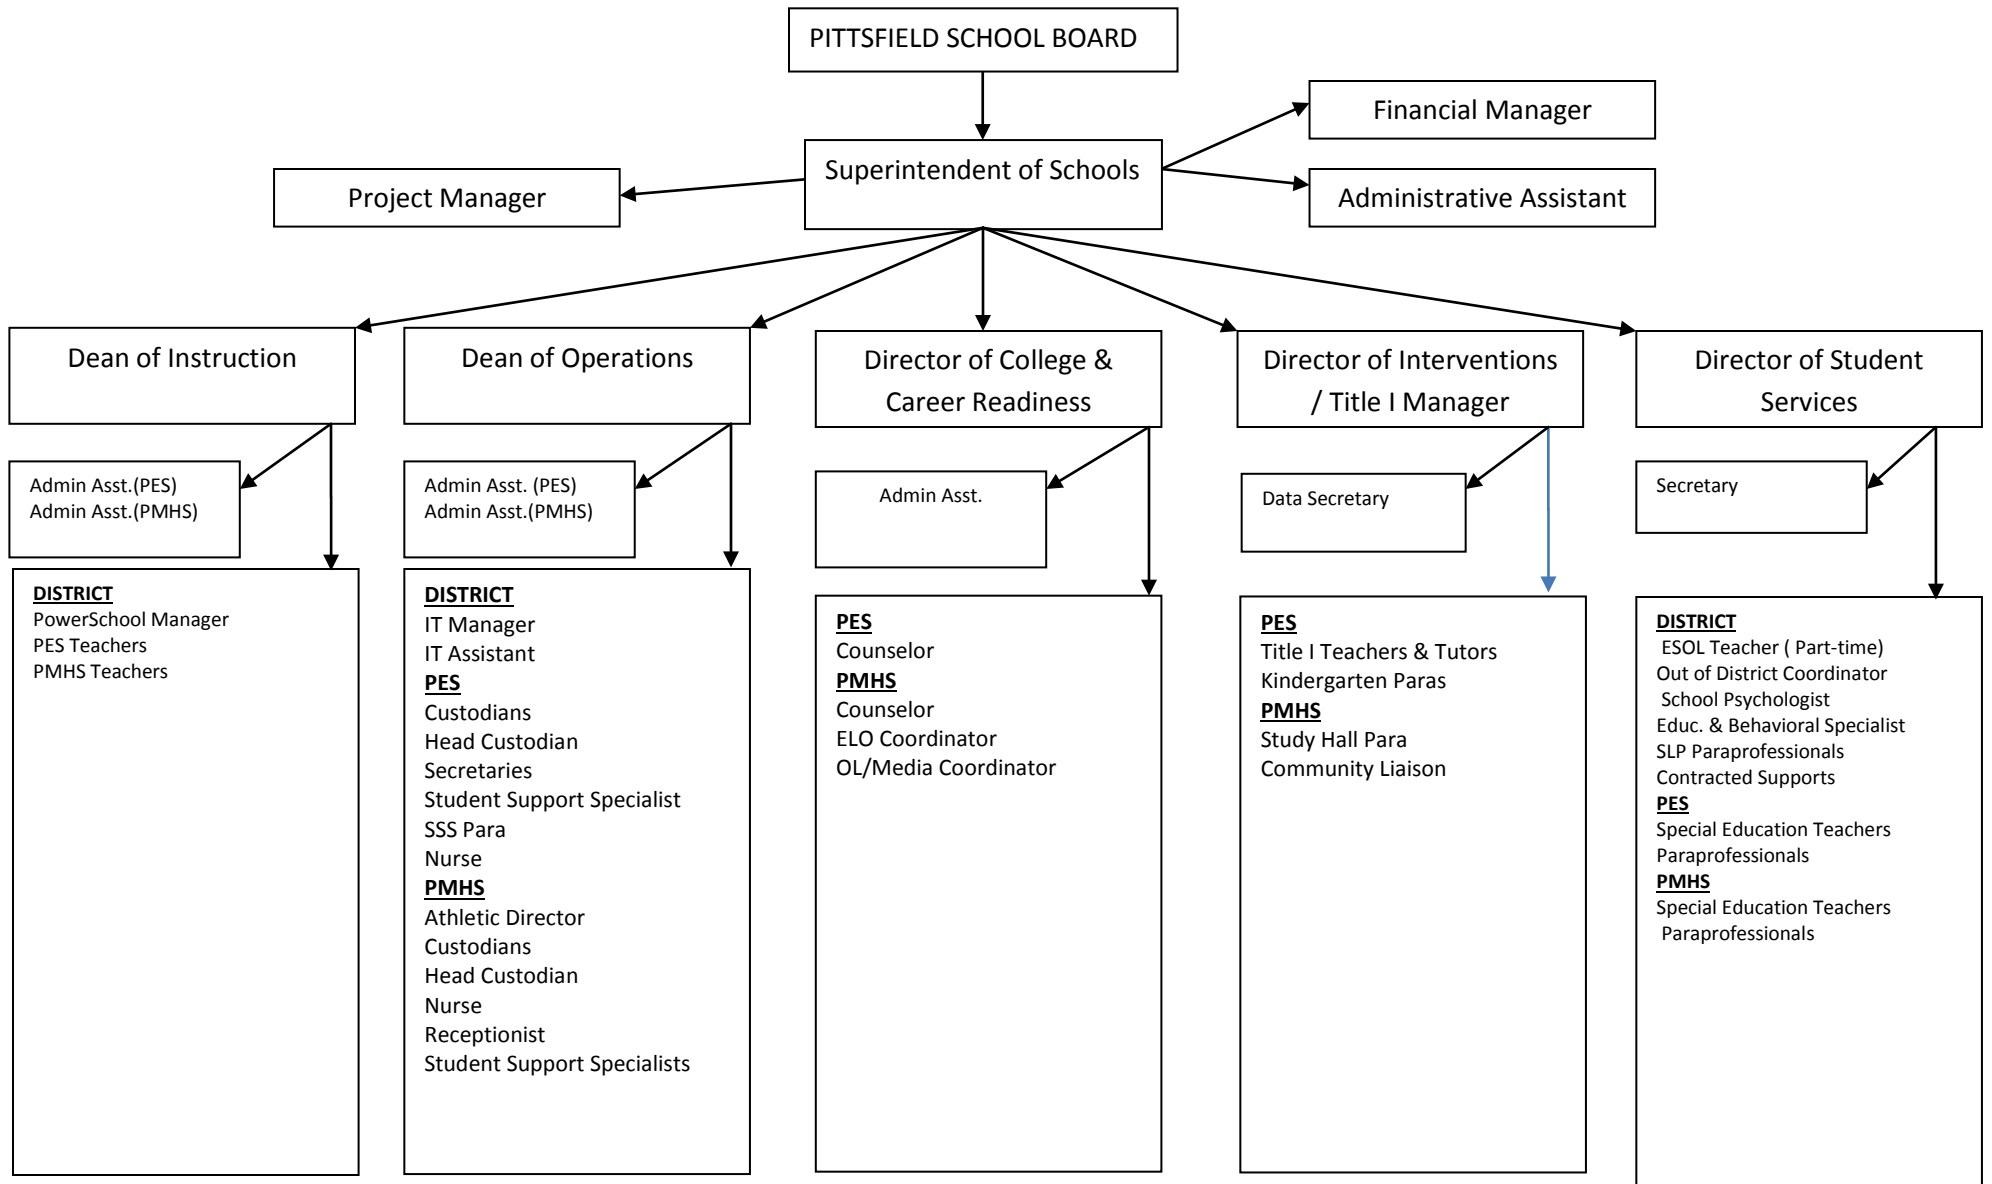 PITTSFIELD SCHOOL BOARD
Financial Manager
Superintendent of Schools
Project Manager
Administrative Assistant
Dean of Instruction
Dean of Operations
Director of College &
Career Readiness
Director of Interventions
/ Title I Manager
Director of Student
Services
Admin Asst.(PES)
Admin Asst.(PMHS)
Admin Asst. (PES)
Admin Asst.(PMHS)
Admin Asst.
Data Secretary
Secretary
DISTRICT
PowerSchool Manager
PES Teachers
PMHS Teachers
DISTRICT
IT Manager
IT Assistant
PES
Custodians
Head Custodian
Secretaries
Student Support Specialist
SSS Para
Nurse
PMHS
Athletic Director
Custodians
Head Custodian
Nurse
Receptionist
Student Support Specialists
PES
Counselor
PMHS
Counselor
ELO Coordinator
OL/Media Coordinator
PES
Title I Teachers & Tutors
Kindergarten Paras
PMHS
Study Hall Para
Community Liaison
DISTRICT
ESOL Teacher ( Part-time)
Out of District Coordinator
School Psychologist
Educ. & Behavioral Specialist
SLP Paraprofessionals
Contracted Supports
PES
Special Education Teachers
Paraprofessionals
PMHS
Special Education Teachers
Paraprofessionals